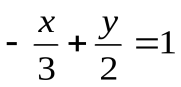 - x/3 + y/2 =1